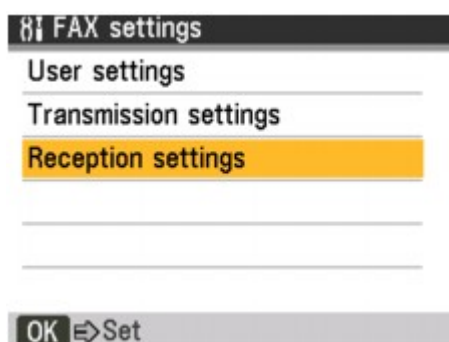 FAX settings
User settings
Transmission settings
Reception settings
OK ⇨Set